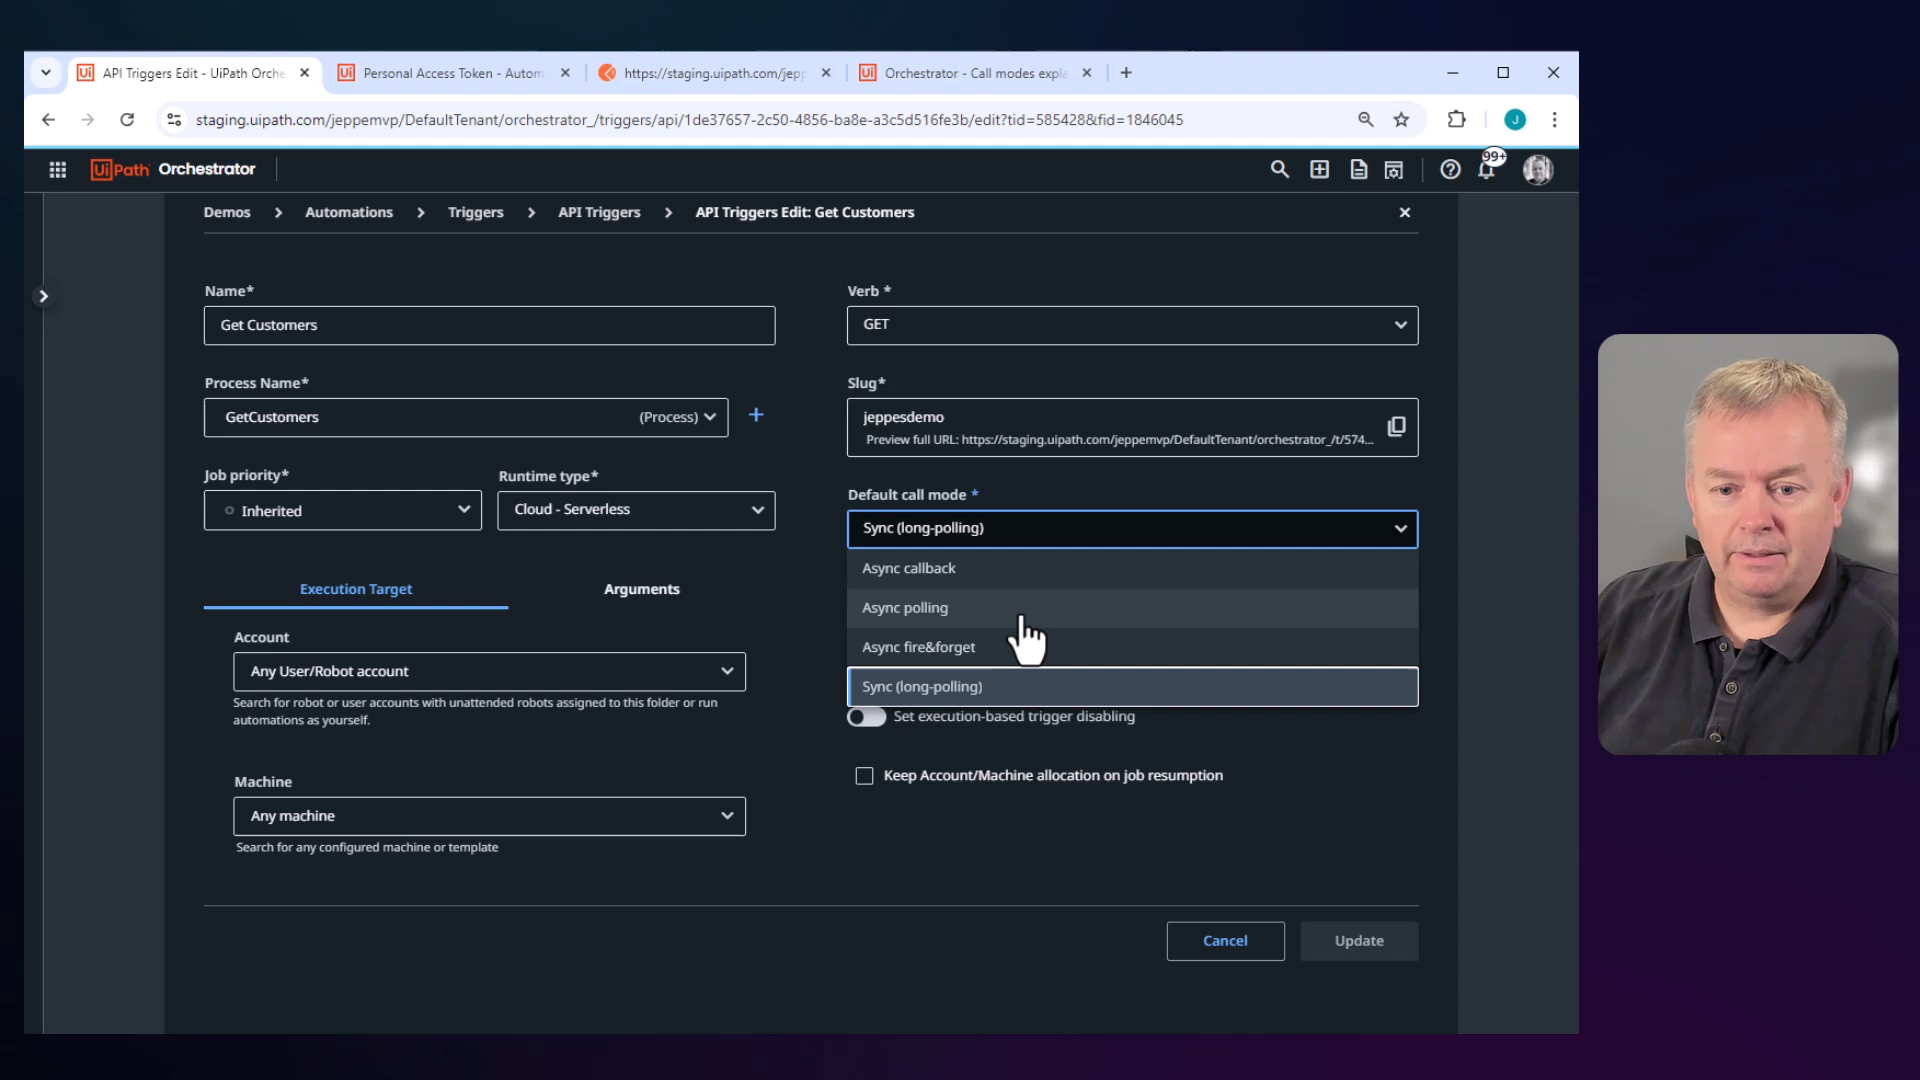 API Triggers Edit - UiPath Orche
Personal Access Token - Autom
https://staging.uipath.com/jepp
Orchestrator - Call modes expla
staging.uipath.com/jeppemvp/DefaultTenant/orchestrator_/triggers/api/1de37657-2c50-4856-ba8e-a3c5d516fe3b/edit?tid=585428&fid=1846045
J
UiPath Orchestrator
99+
Demos > Automations > Triggers > API Triggers > API Triggers Edit: Get Customers
Name*
Get Customers
Verb *
GET
Process Name*
GetCustomers (Process)
Slug*
jeppesdemo
Preview full URL: https://staging.uipath.com/jeppemvp/DefaultTenant/orchestrator_/t/574...
Job priority*
Inherited
Runtime type*
Cloud - Serverless
Default call mode *
Sync (long-polling)
Async callback
Async polling
Async fire&forget
Sync (long-polling)
Execution Target
Arguments
Account
Any User/Robot account
Search for robot or user accounts with unattended robots assigned to this folder or run
automations as yourself.
Set execution-based trigger disabling
Keep Account/Machine allocation on job resumption
Machine
Any machine
Search for any configured machine or template
Cancel
Update